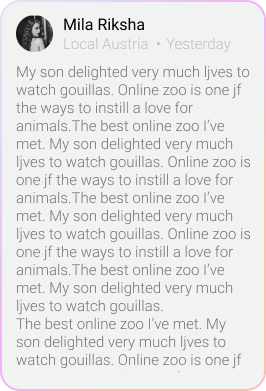 Mila Riksha
Local Austria • Yesterday
My son delighted very much ljves to
watch gouillas. Online zoo is one jf
the ways to instill a love for
animals.The best online zoo I’ve
met. My son delighted very much
ljves to watch gouillas. Online zoo is
one jf the ways to instill a love for
animals.The best online zoo I’ve
met. My son delighted very much
ljves to watch gouillas. Online zoo is
one jf the ways to instill a love for
animals.The best online zoo I’ve
met. My son delighted very much
ljves to watch gouillas.
The best online zoo I’ve met. My
son delighted very much ljves to
watch gouillas. Online zoo is one jf